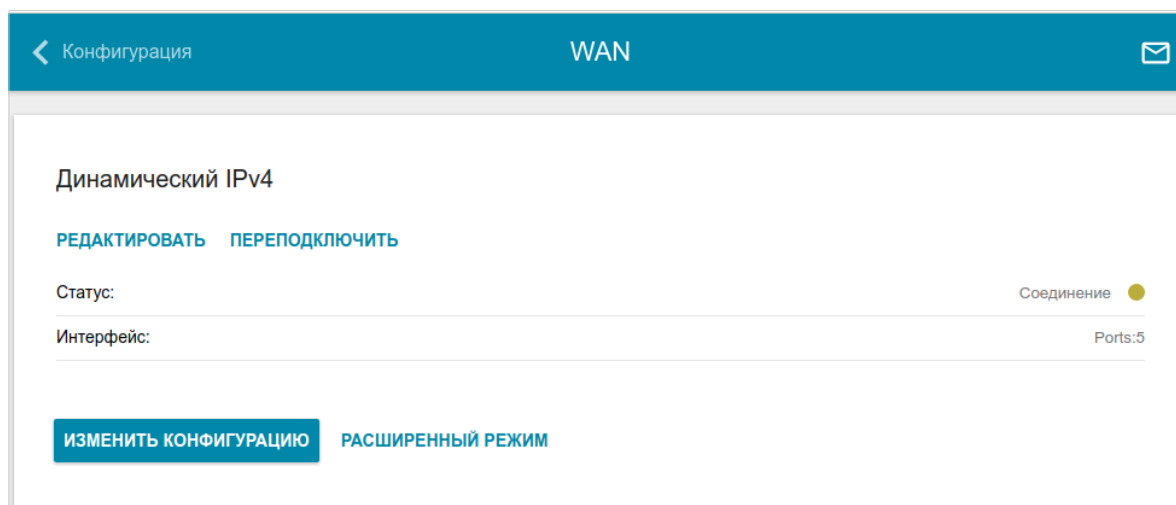 Конфигурация WAN
Динамический IPv4
РЕДАКТИРОВАТЬ ПЕРЕПОДКЛЮЧИТЬ
Статус: Соединение
Интерфейс: Ports:5
ИЗМЕНИТЬ КОНФИГУРАЦИЮ РАСШИРЕННЫЙ РЕЖИМ